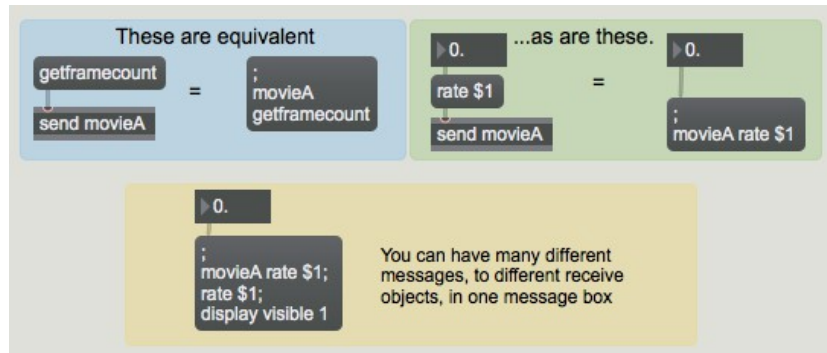 These are equivalent
getframecount
send movieA
=
;
movieA
getframecount
...as are these.
0.
rate $1
send movieA
=
0.
;
movieA rate $1
0.
;
movieA rate $1;
rate $1;
display visible 1
You can have many different
messages, to different receive
objects, in one message box